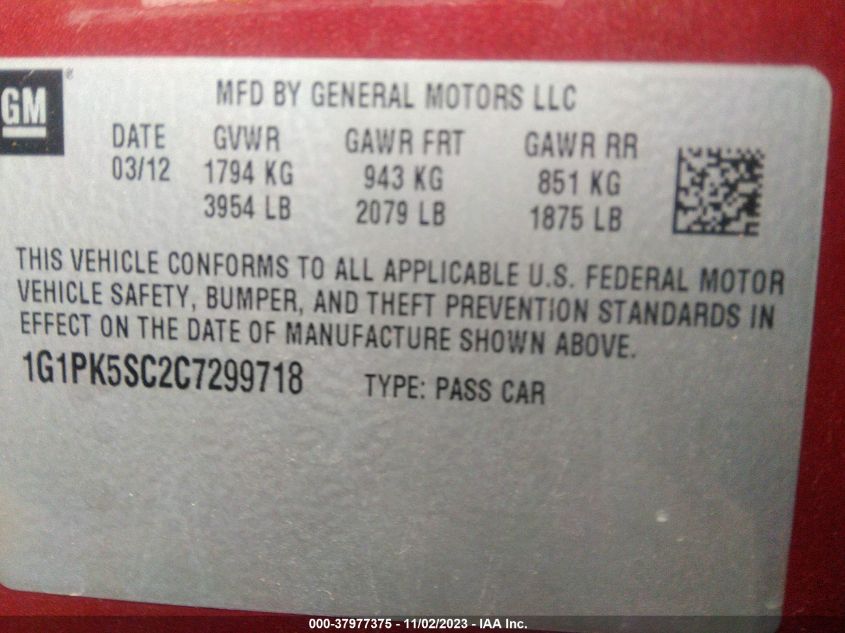 GM®
MFD BY GENERAL MOTORS LLC
DATE GVWR GAWR FRT GAWR RR
03/12 1794 KG 943 KG 851 KG
3954 LB 2079 LB 1875 LB
THIS VEHICLE CONFORMS TO ALL APPLICABLE U.S. FEDERAL MOTOR
VEHICLE SAFETY, BUMPER, AND THEFT PREVENTION STANDARDS IN
EFFECT ON THE DATE OF MANUFACTURE SHOWN ABOVE.
1G1PK5SC2C7299718 TYPE: PASS CAR
000-37977375 - 11/02/2023 - IAA Inc.